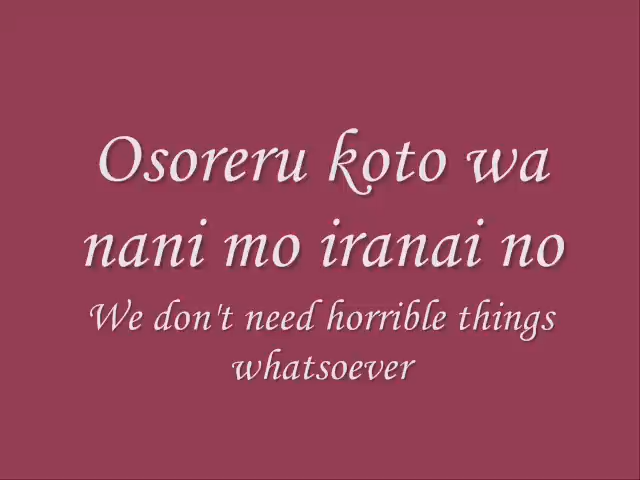 Osoreru koto wa
nani mo iranai no
We don't need horrible things
whatsoever